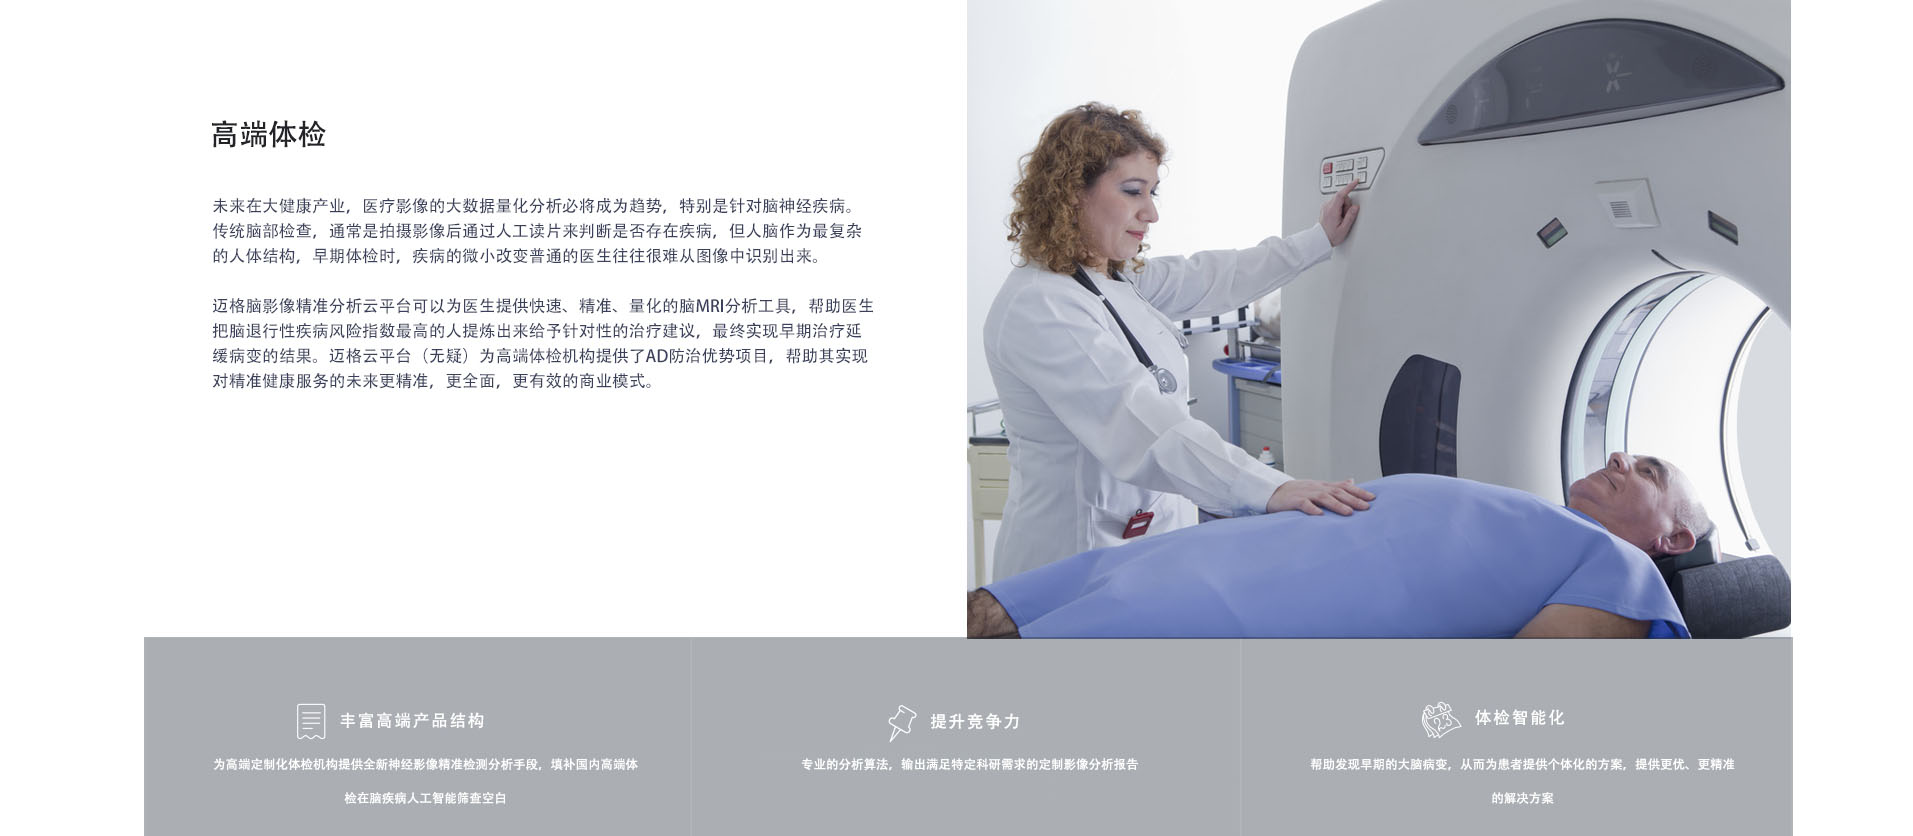 高端体检
未来在大健康产业，医疗影像的大数据量化分析必将成为趋势，特别是针对脑神经疾病。
传统脑部检查，通常是拍摄影像后通过人工读片来判断是否存在疾病，但人脑作为最复杂
的人体结构，早期体检时，疾病的微小改变普通的医生往往很难从图像中识别出来。
迈格脑影像精准分析云平台可以为医生提供快速、精准、量化的脑MRI分析工具，帮助医生
把脑退行性疾病风险指数最高的人提炼出来给予针对性的治疗建议，最终实现早期治疗延
缓病变的结果。迈格云平台（无疑）为高端体检机构提供了AD防治优势项目，帮助其实现
对精准健康服务的未来更精准，更全面，更有效的商业模式。
丰富高端产品结构
为高端定制化体检机构提供全新神经影像精准检测分析手段，填补国内高端体
检在脑疾病人工智能筛查空白
提升竞争力
专业的分析算法，输出满足特定科研需求的定制影像分析报告
23
体检智能化
帮助发现早期的大脑病变，从而为患者提供个体化的方案，提供更优、更精准
的解决方案